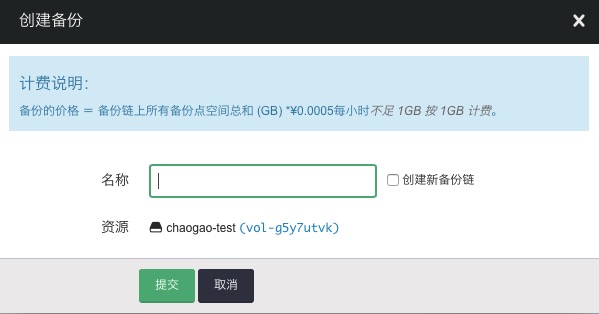 创建备份
计费说明:
备份的价格 = 备份链上所有备份点空间总和 (GB) *¥0.0005每小时不足 1GB 按 1GB 计费。
名称 创建新备份链
资源 chaogao-test (vol-g5y7utvk)
提交 取消